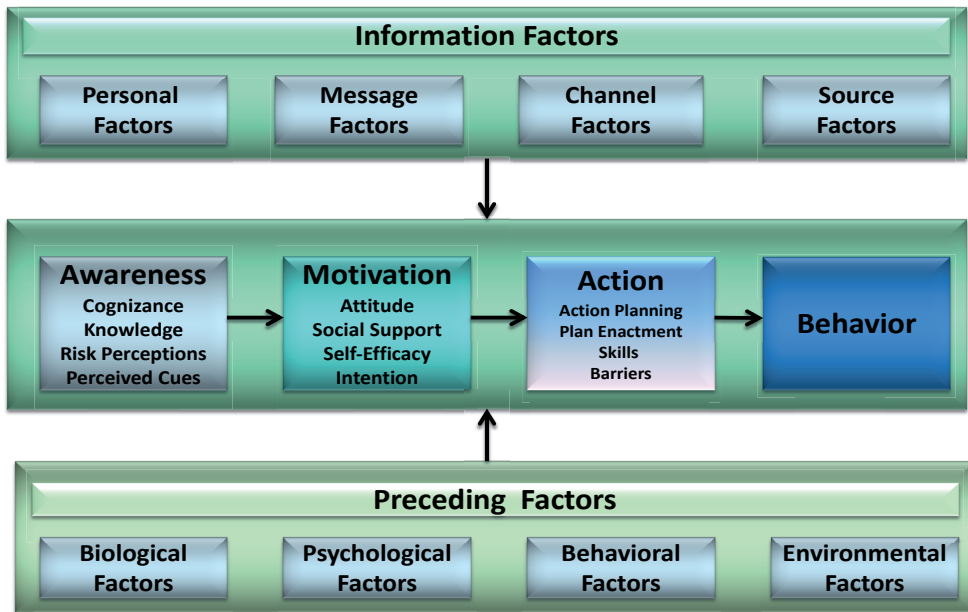 Information Factors
Personal
Factors
Message
Factors
Channel
Factors
Source
Factors
Awareness
Cognizance
Knowledge
Risk Perceptions
Perceived Cues
Motivation
Attitude
Social Support
Self-Efficacy
Intention
Action
Action Planning
Plan Enactment
Skills
Barriers
Behavior
Preceding Factors
Biological
Factors
Psychological
Factors
Behavioral
Factors
Environmental
Factors